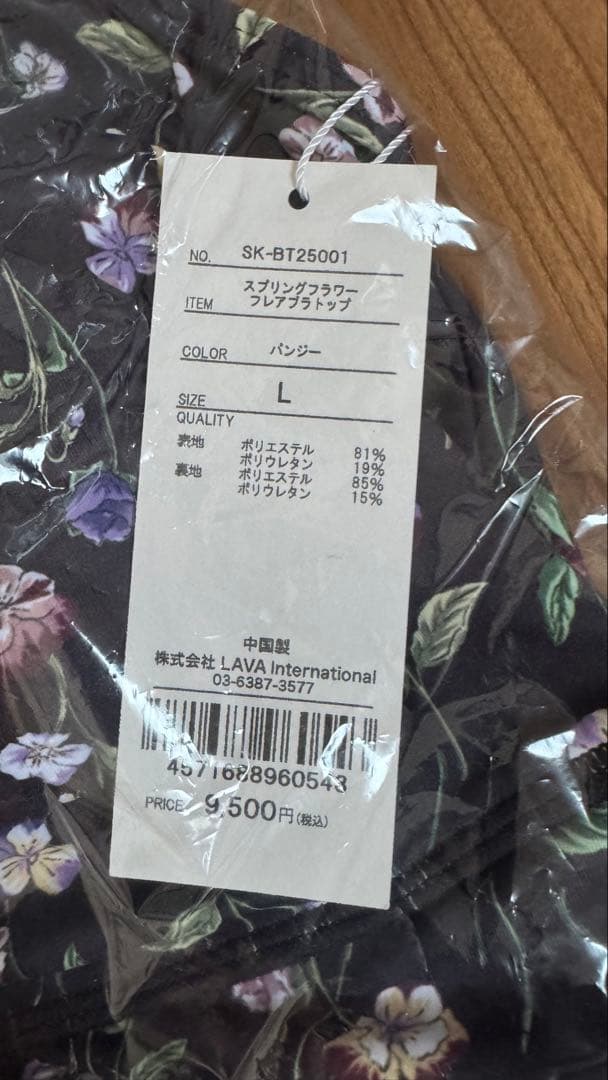 NO. SK-BT25001
ITEM スプリングフラワー
フレアブラトップ
COLOR パンジー
SIZE L
QUALITY
表地 ポリエステル 81%
ポリウレタン 19%
裏地 ポリエステル 85%
ポリウレタン 15%
中国製
株式会社 LAVA International
03-6387-3577
4571688960543
PRICE 9,500円(税込)